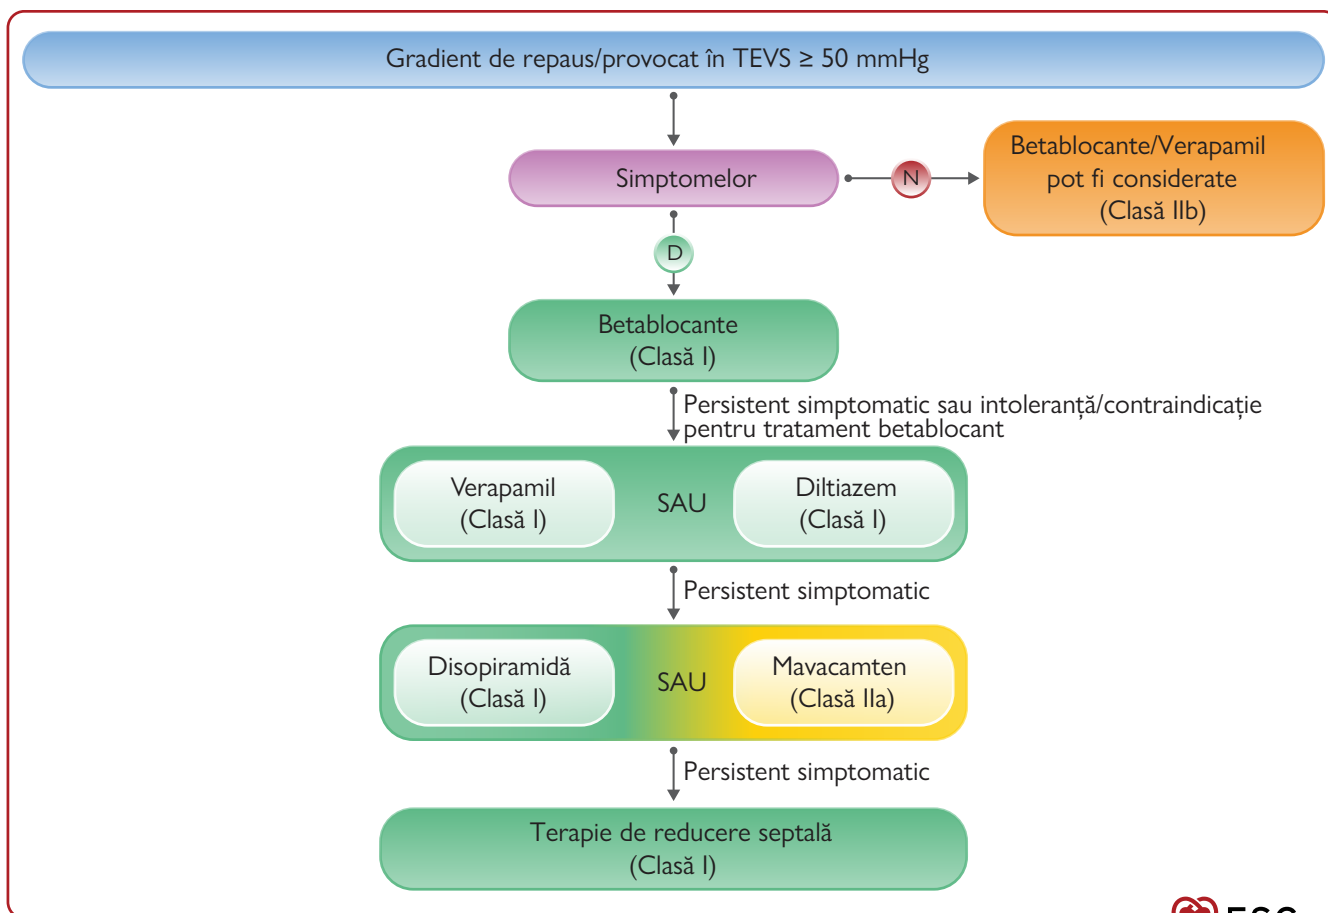 Gradient de repaus/provocat în TEVS ≥ 50 mmHg
Simptomelor
N
Betablocante/Verapamil
pot fi considerate
(Clasă IIb)
D
Betablocante
(Clasă I)
Persistent simptomatic sau intoleranță/contraindicație
pentru tratament betablocant
Verapamil
(Clasă I)
SAU
Diltiazem
(Clasă I)
Persistent simptomatic
Disopiramidă
(Clasă I)
SAU
Mavacamten
(Clasă IIa)
Persistent simptomatic
Terapie de reducere septală
(Clasă I)